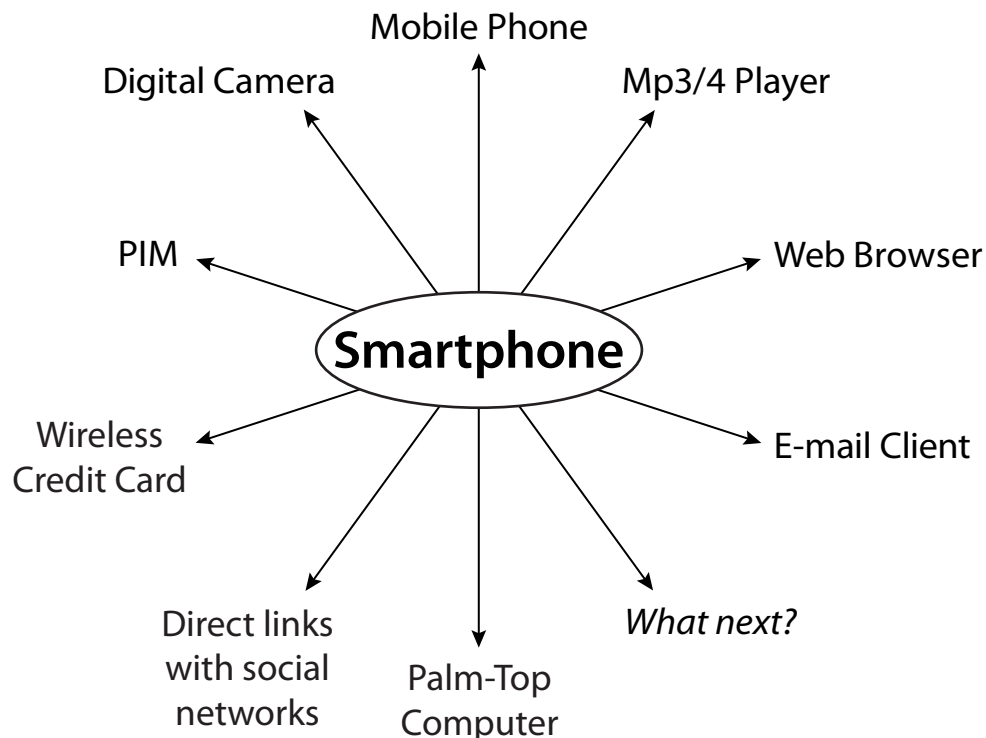 Mobile Phone
Digital Camera
Mp3/4 Player
PIM
Web Browser
Smartphone
Wireless
Credit Card
E-mail Client
Direct links
with social
networks
Palm-Top
Computer
What next?